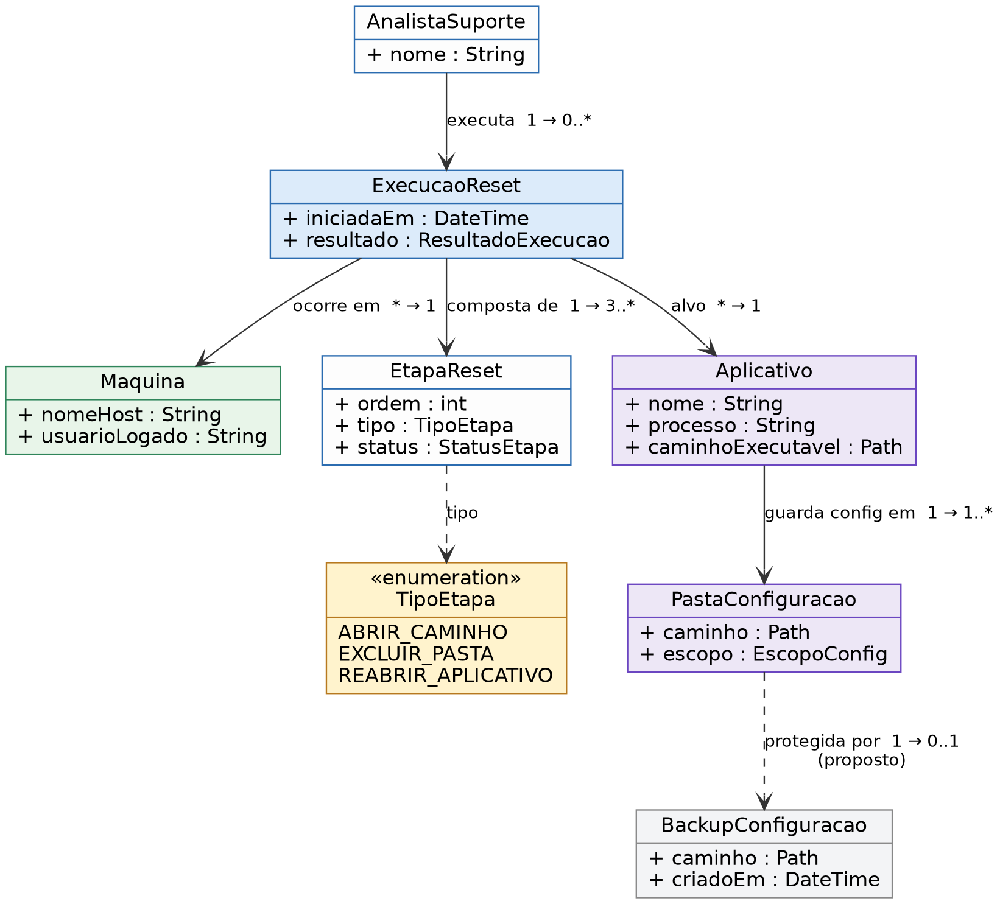 AnalistaSuporte
+ nome : String
executa  1 → 0..*
ExecucaoReset
+ iniciadaEm : DateTime
+ resultado : ResultadoExecucao
ocorre em  * → 1
composta de  1 → 3..*
alvo  * → 1
Maquina
+ nomeHost : String
+ usuarioLogado : String
EtapaReset
+ ordem : int
+ tipo : TipoEtapa
+ status : StatusEtapa
Aplicativo
+ nome : String
+ processo : String
+ caminhoExecutavel : Path
tipo
guarda config em  1 → 1..*
«enumeration»
TipoEtapa
ABRIR_CAMINHO
EXCLUIR_PASTA
REABRIR_APLICATIVO
PastaConfiguracao
+ caminho : Path
+ escopo : EscopoConfig
protegida por  1 → 0..1
(proposto)
BackupConfiguracao
+ caminho : Path
+ criadoEm : DateTime